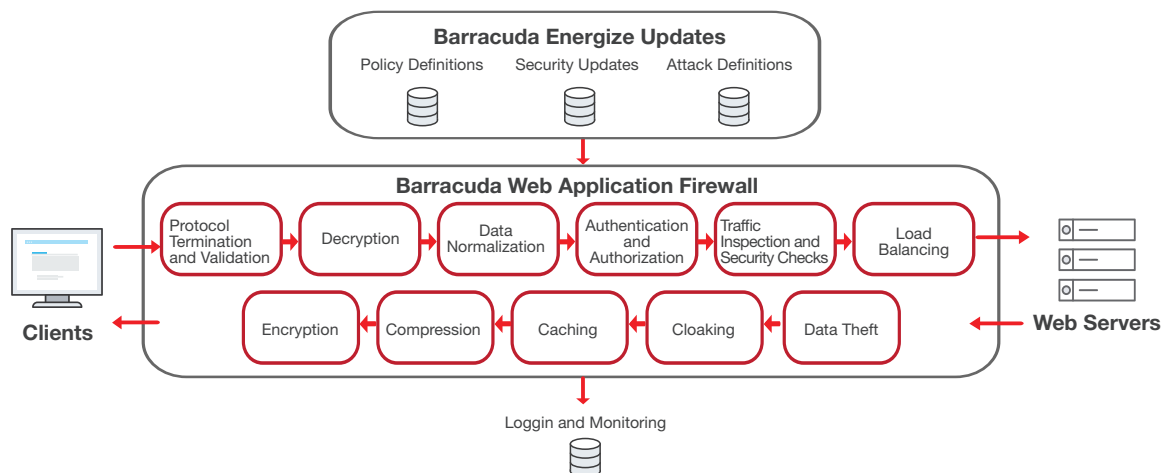 Barracuda Energize Updates
Policy Definitions
Security Updates
Attack Definitions
Barracuda Web Application Firewall
Protocol
Termination
and Validation
Decryption
Data
Normalization
Authentication
and
Authorization
Traffic
Inspection and
Security Checks
Load
Balancing
Clients
Encryption
Compression
Caching
Cloaking
Data Theft
Web Servers
Loggin and Monitoring